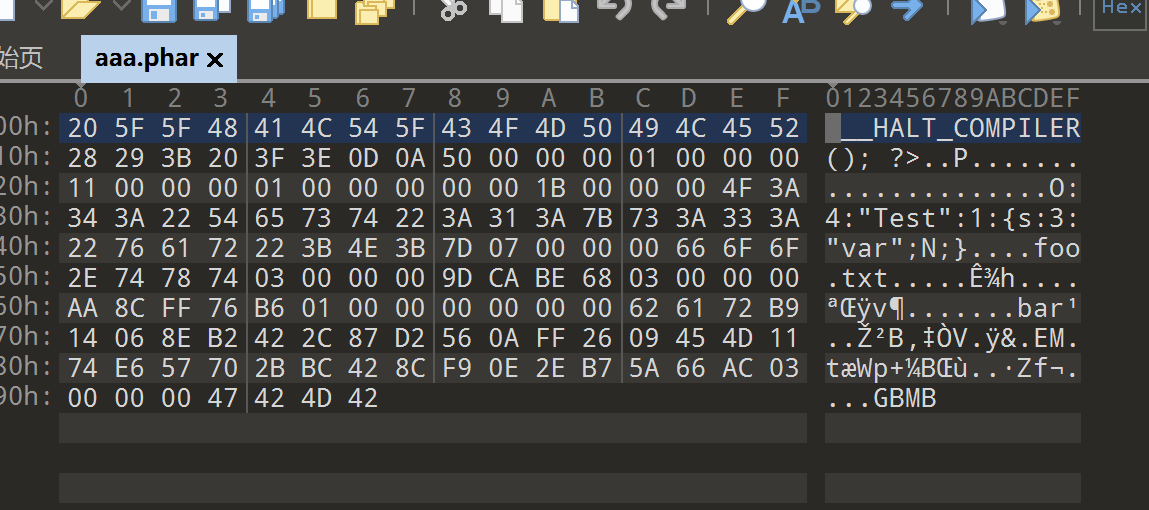 Hex
始页
aaa.phar ×
0 1 2 3 4 5 6 7 8 9 A B C D E F 0123456789ABCDEF
00h: 20 5F 5F 48 41 4C 54 5F 43 4F 4D 50 49 4C 45 52 __HALT_COMPILER
10h: 28 29 3B 20 3F 3E 0D 0A 50 00 00 00 01 00 00 00 (); ?>..P.......
20h: 11 00 00 00 01 00 00 00 00 00 1B 00 00 00 4F 3A ..............O:
30h: 34 3A 22 54 65 73 74 22 3A 31 3A 7B 73 3A 33 3A 4:"Test":1:{s:3:
40h: 22 76 61 72 22 3B 4E 3B 7D 07 00 00 00 66 6F 6F "var";N;}....foo
50h: 2E 74 78 74 03 00 00 00 9D CA BE 68 03 00 00 00 .txt.....Ê¾h....
60h: AA 8C FF 76 B6 01 00 00 00 00 00 00 62 61 72 B9 ªŒÿv¶.......bar¹
70h: 14 06 8E B2 42 2C 87 D2 56 0A FF 26 09 45 4D 11 ..Ž²B,‡ÒV.ÿ&.EM.
80h: 74 E6 57 70 2B BC 42 8C F9 0E 2E B7 5A 66 AC 03 tæWp+¼BŒù..·Zf¬.
90h: 00 00 00 47 42 4D 42 ...GBMB